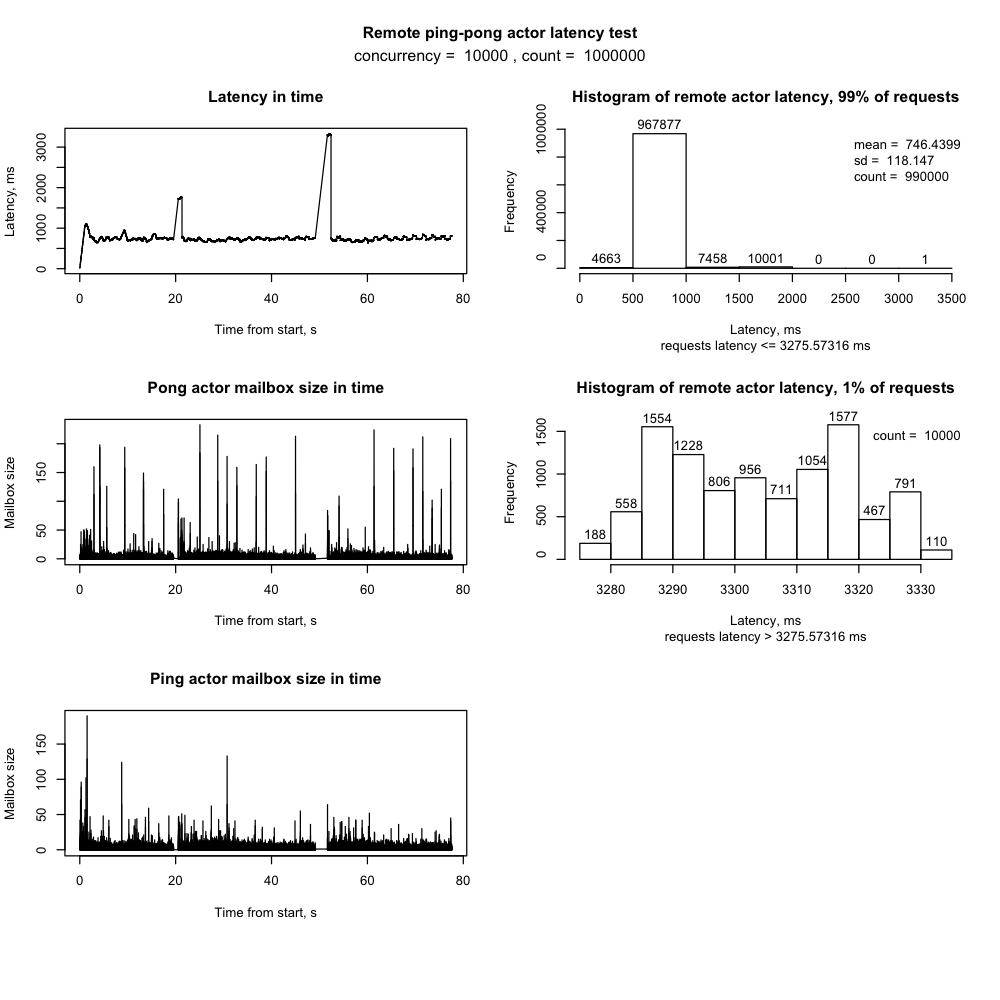 Remote ping-pong actor latency test
concurrency = 10000 , count = 1000000
Latency in time
Latency, ms
3000
2000
1000
0
0 20 40 60 80
Time from start, s
Histogram of remote actor latency, 99% of requests
Frequency
1000000
400000
0
967877
mean = 746.4399
sd = 118.147
count = 990000
4663 7458 10001 0 0 1
0 500 1000 1500 2000 2500 3000 3500
Latency, ms
requests latency <= 3275.57316 ms
Pong actor mailbox size in time
Mailbox size
150
50
0
0 20 40 60 80
Time from start, s
Histogram of remote actor latency, 1% of requests
Frequency
1500
1000
500
0
count = 10000
188 558 1554 1228 806 956 711 1054 1577 467 791 110
3280 3290 3300 3310 3320 3330
Latency, ms
requests latency > 3275.57316 ms
Ping actor mailbox size in time
Mailbox size
150
100
50
0
0 20 40 60 80
Time from start, s